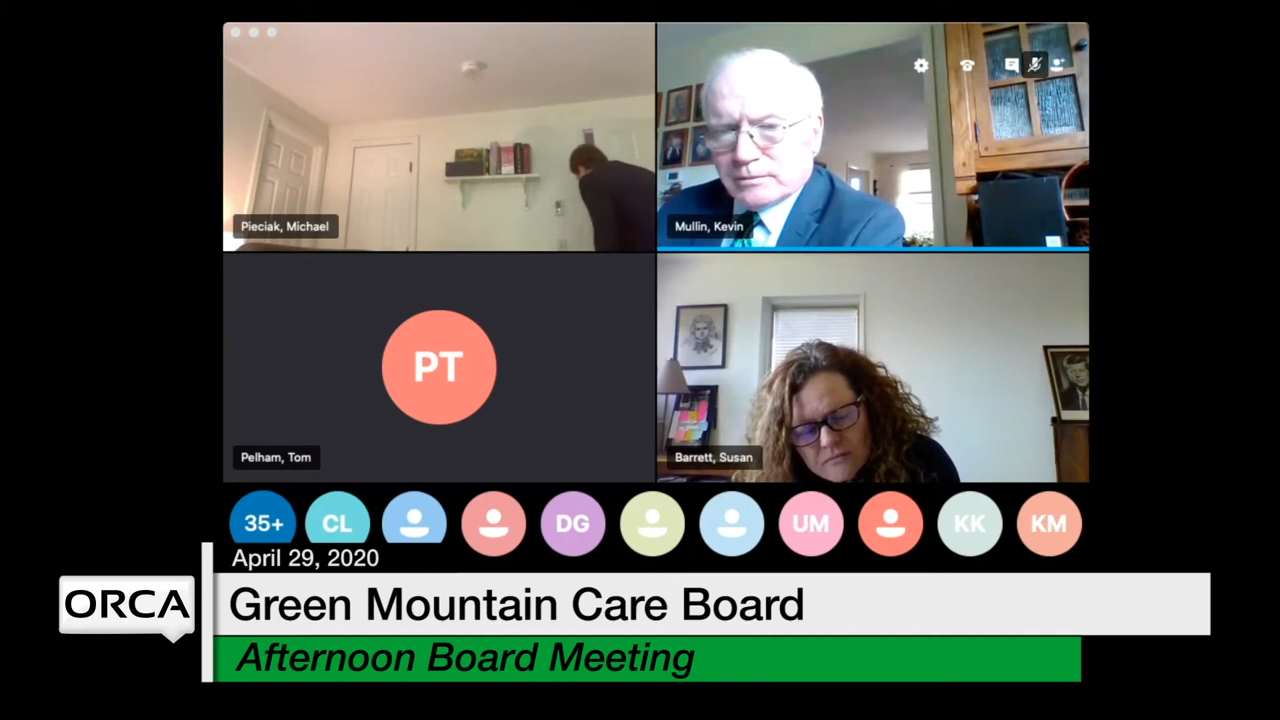 Pieciak, Michael
Mullin, Kevin
PT
Pelham, Tom
Barrett, Susan
35+
CL
DG
UM
KK
KM
April 29, 2020
ORCA
Green Mountain Care Board
Afternoon Board Meeting